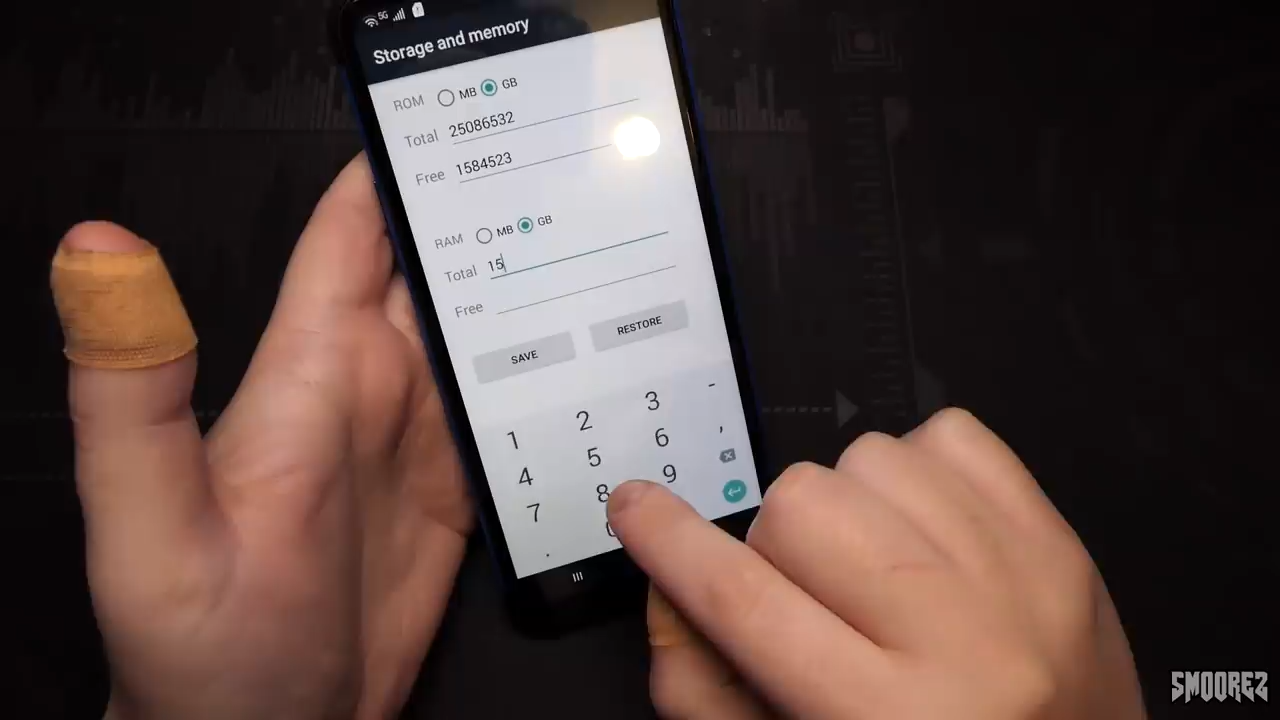 5G
Storage and memory
ROM MB GB
Total 25086532
Free 1584523
RAM MB GB
Total 15
Free
SAVE RESTORE
1 2 3 -
4 5 6 ,
7 8 9
.
SMOOREZ